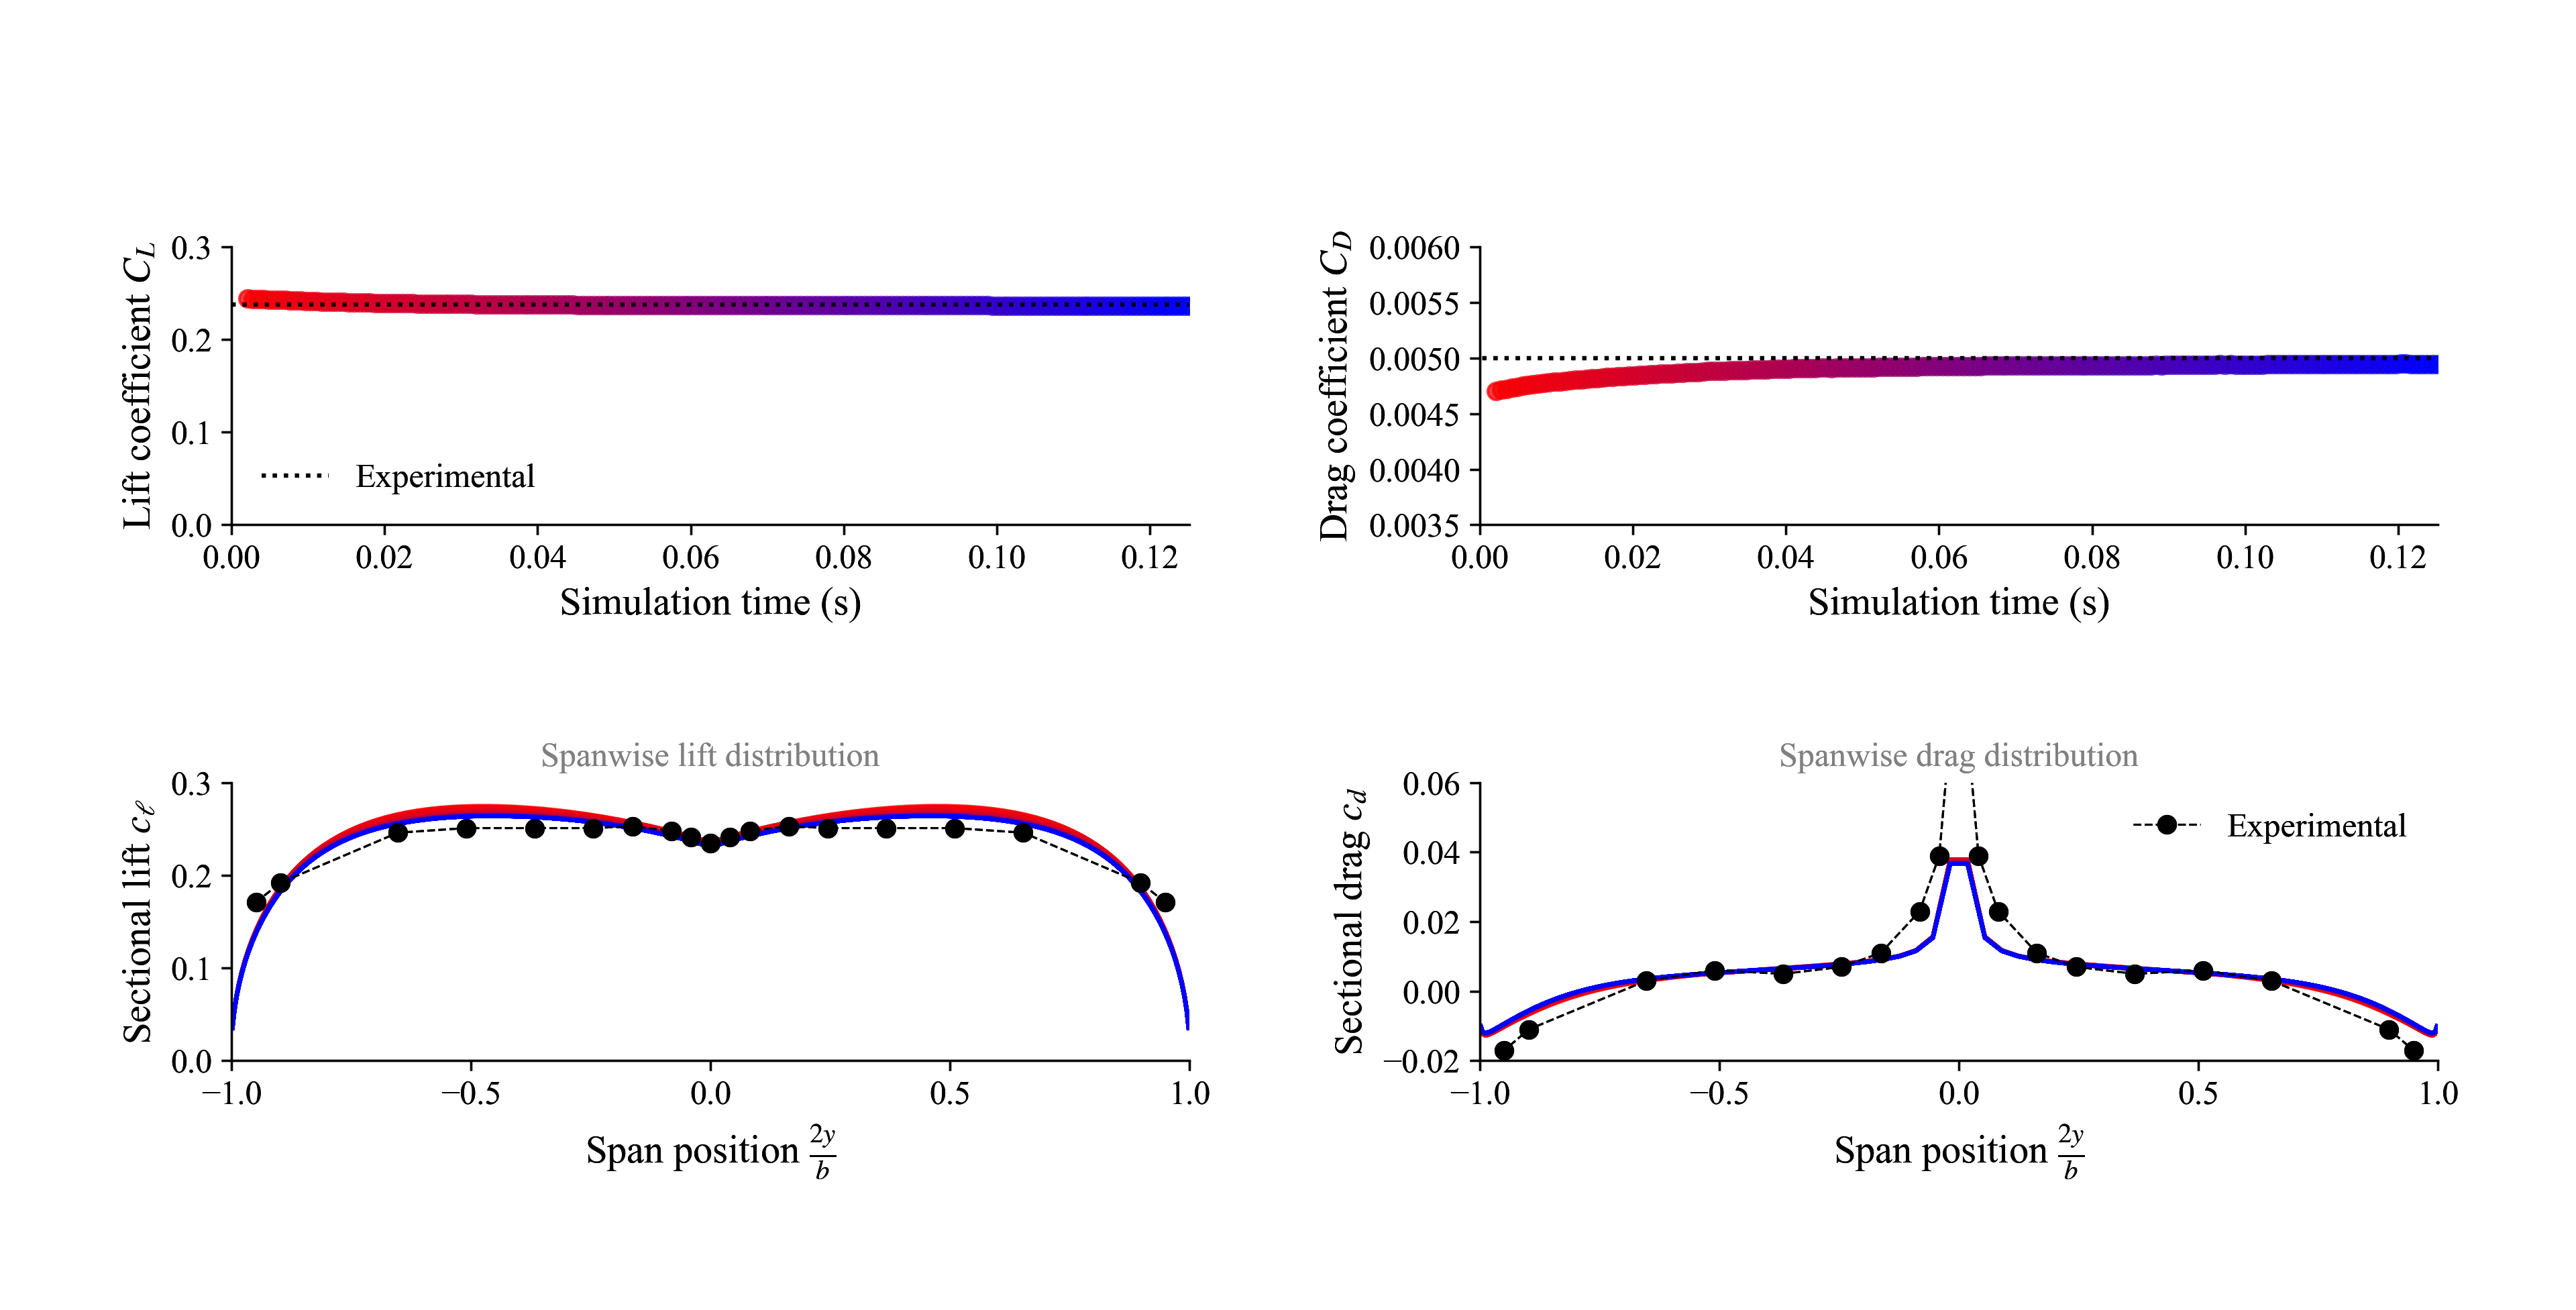 Lift coefficient C_L
0.3
0.2
0.1
0.0
Experimental
0.00 0.02 0.04 0.06 0.08 0.10 0.12
Simulation time (s)
Drag coefficient C_D
0.0060
0.0055
0.0050
0.0045
0.0040
0.0035
0.00 0.02 0.04 0.06 0.08 0.10 0.12
Simulation time (s)
Spanwise lift distribution
Sectional lift c_ℓ
0.3
0.2
0.1
0.0
−1.0 −0.5 0.0 0.5 1.0
Span position 2y/b
Spanwise drag distribution
Sectional drag c_d
0.06
0.04
0.02
0.00
−0.02
Experimental
−1.0 −0.5 0.0 0.5 1.0
Span position 2y/b